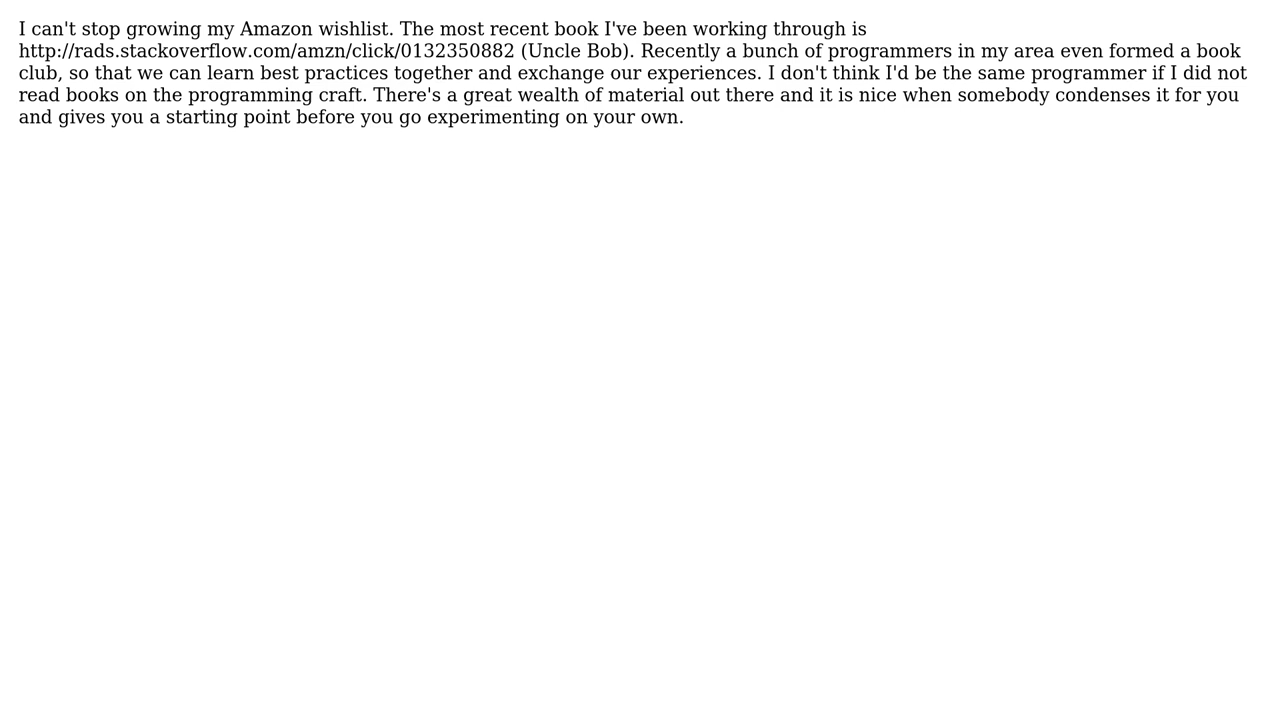 I can't stop growing my Amazon wishlist. The most recent book I've been working through is
http://rads.stackoverflow.com/amzn/click/0132350882 (Uncle Bob). Recently a bunch of programmers in my area even formed a book
club, so that we can learn best practices together and exchange our experiences. I don't think I'd be the same programmer if I did not
read books on the programming craft. There's a great wealth of material out there and it is nice when somebody condenses it for you
and gives you a starting point before you go experimenting on your own.